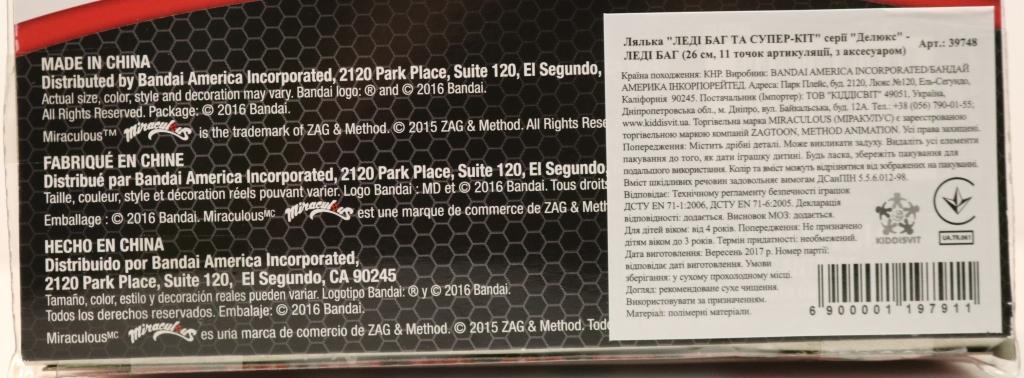 MADE IN CHINA
Distributed by Bandai America Incorporated, 2120 Park Place, Suite 120, El Segundo,
Actual size, color, style and decoration may vary. Bandai logo: ® and © 2016 Bandai.
All Rights Reserved. Package: © 2016 Bandai.
Miraculous™ Miraculous is the trademark of ZAG & Method. © 2015 ZAG & Method. All Rights Rese
FABRIQUÉ EN CHINE
Distribué par Bandai America Incorporated, 2120 Park Place, Suite 120, El Segundo,
Taille, couleur, style et décoration réels pouvant varier. Logo Bandai : MD et © 2016 Bandai. Tous droits
Emballage : © 2016 Bandai. MiraculousMC Miraculous est une marque de commerce de ZAG & Meth
HECHO EN CHINA
Distribuido por Bandai America Incorporated,
2120 Park Place, Suite 120, El Segundo, CA 90245
Tamaño, color, estilo y decoración reales pueden variar. Logotipo Bandai: ® y © 2016 Bandai.
Todos los derechos reservados. Embalaje: © 2016 Bandai.
MiraculousMC Miraculous es una marca de comercio de ZAG & Method. © 2015 ZAG & Method. Tod
Лялька "ЛЕДІ БАГ ТА СУПЕР-КІТ" серії "Делюкс" - Арт.: 39748
ЛЕДІ БАГ (26 см, 11 точок артикуляції, з аксесуаром)
Країна походження: КНР. Виробник: BANDAI AMERICA INCORPORATED/БАНДАЙ
АМЕРИКА ІНКОРПОРЕЙТЕД. Адреса: Парк Плейс, буд. 2120, Люкс №120, Ель-Сегундо,
Каліфорнія 90245. Постачальник (Імпортер): ТОВ "КІДДІСВІТ" 49051, Україна,
Дніпропетровська обл., м. Дніпро, вул. Байкальська, буд. 12А. Тел.: +38 (056) 790-01-55;
www.kiddisvit.ua. Торгівельна марка MIRACULOUS (МІРАКУЛУС) є зареєстрованою
торгівельною маркою компаній ZAGTOON, METHOD ANIMATION. Усі права захищені.
Попередження: Містить дрібні деталі. Може викликати задуху. Видаліть усі елементи
пакування до того, як дати іграшку дитині. Будь ласка, збережіть пакування для
подальшого використання. Колір та вміст можуть відрізнятися від зображених на пакуванні.
Вміст шкідливих речовин задовольняє вимогам ДСанПІН 5.5.6.012-98.
Відповідає: Технічному регламенту безпечності іграшок
ДСТУ EN 71-1:2006, ДСТУ EN 71-6:2005. Декларація
відповідності: додається. Висновок МОЗ: додається.
Для дітей віком: від 4 років. Попередження: Не призначено
дітям віком до 3 років. Термін придатності: необмежений.
Дата виготовлення: Вересень 2017 р. Номер партії:
відповідає даті виготовлення. Умови
зберігання: у сухому прохолодному місці.
Догляд: рекомендоване сухе чищення.
Використовувати за призначенням.
Матеріал: полімерні матеріали.
KIDDISVIT
UA.TR.061
6 900001 197911